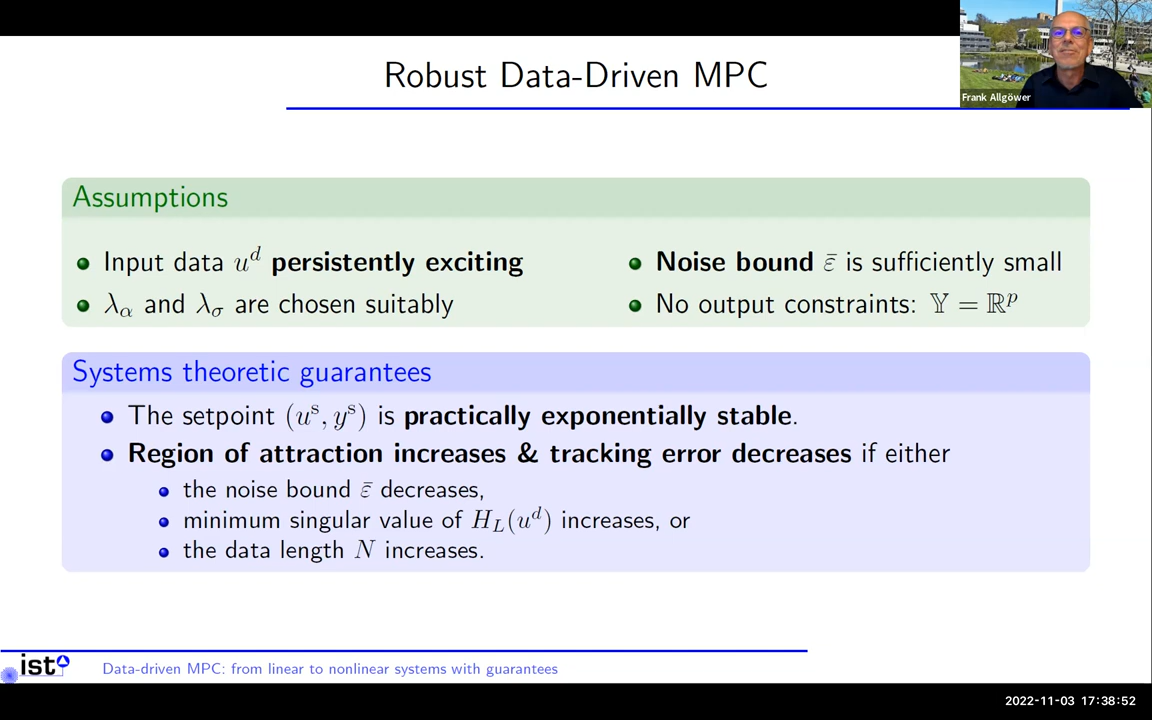 Robust Data-Driven MPC
Frank Allgöwer
Assumptions
Input data u^d persistently exciting
λ_α and λ_σ are chosen suitably
Noise bound ε̄ is sufficiently small
No output constraints: 𝕐 = ℝ^p
Systems theoretic guarantees
The setpoint (u^s, y^s) is practically exponentially stable.
Region of attraction increases & tracking error decreases if either
the noise bound ε̄ decreases,
minimum singular value of H_L(u^d) increases, or
the data length N increases.
ist
Data-driven MPC: from linear to nonlinear systems with guarantees
2022-11-03 17:38:52